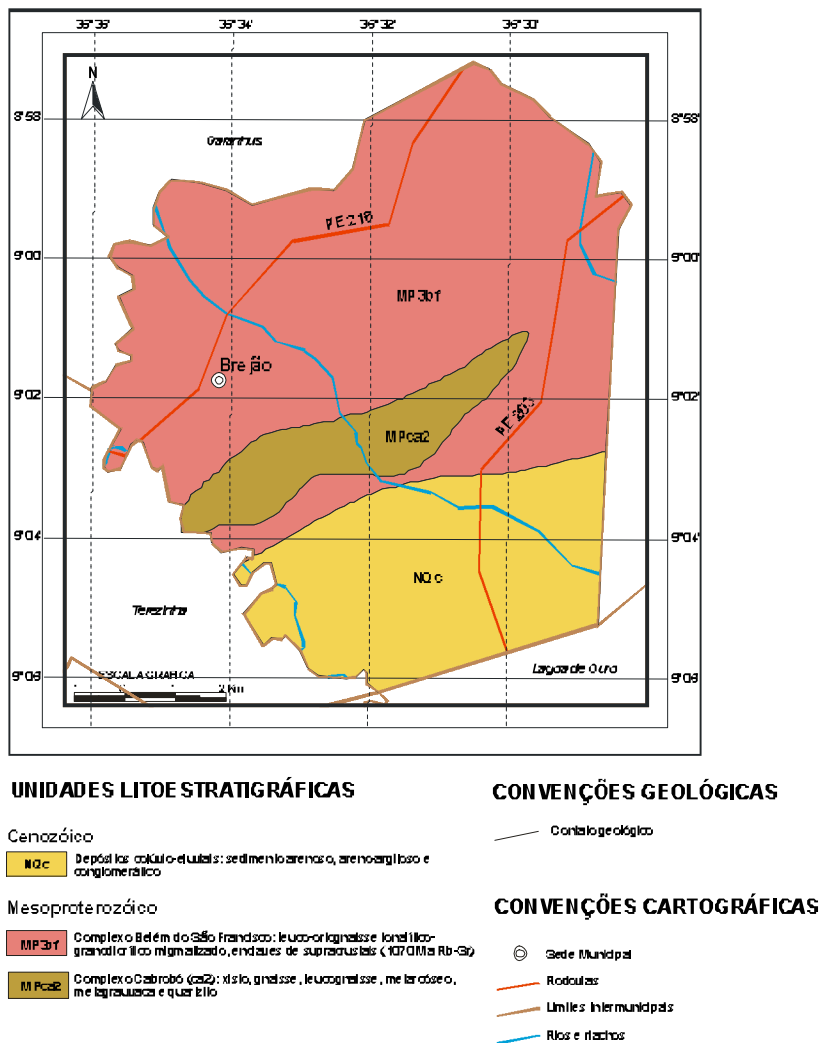 36°36' 36°34' 36°32' 36°30'
N
8°58' 8°58'
Garanhuns
PE 218
9°00' 9°00'
MP3bf
Brejão
9°02' 9°02'
MPca2
9°04' 9°04'
NQc
Terezinha
ESCALA GRÁFICA
Lagoa do Ouro
9°06' 9°06'
2 Km
UNIDADES LITOESTRATIGRÁFICAS
Cenozóico
NQc
Depósitos colúvio-eluviais: sedimento arenoso, areno-argiloso e
conglomerático
Mesoproterozóico
MP3bf
Complexo Belém do São Francisco: leuco-ortognaisse tonalítico-
granodiorítico migmatizado, enclaves de supracrustais (1070 Ma Rb-Sr)
MPca2
Complexo Cabrobó (ca2): xisto, gnaisse, leucognaisse, metarcóseo,
metagrauvaca e quartzito
CONVENÇÕES GEOLÓGICAS
Contato geológico
CONVENÇÕES CARTOGRÁFICAS
Sede Municipal
Rodovias
Limites Intermunicipais
Rios e riachos